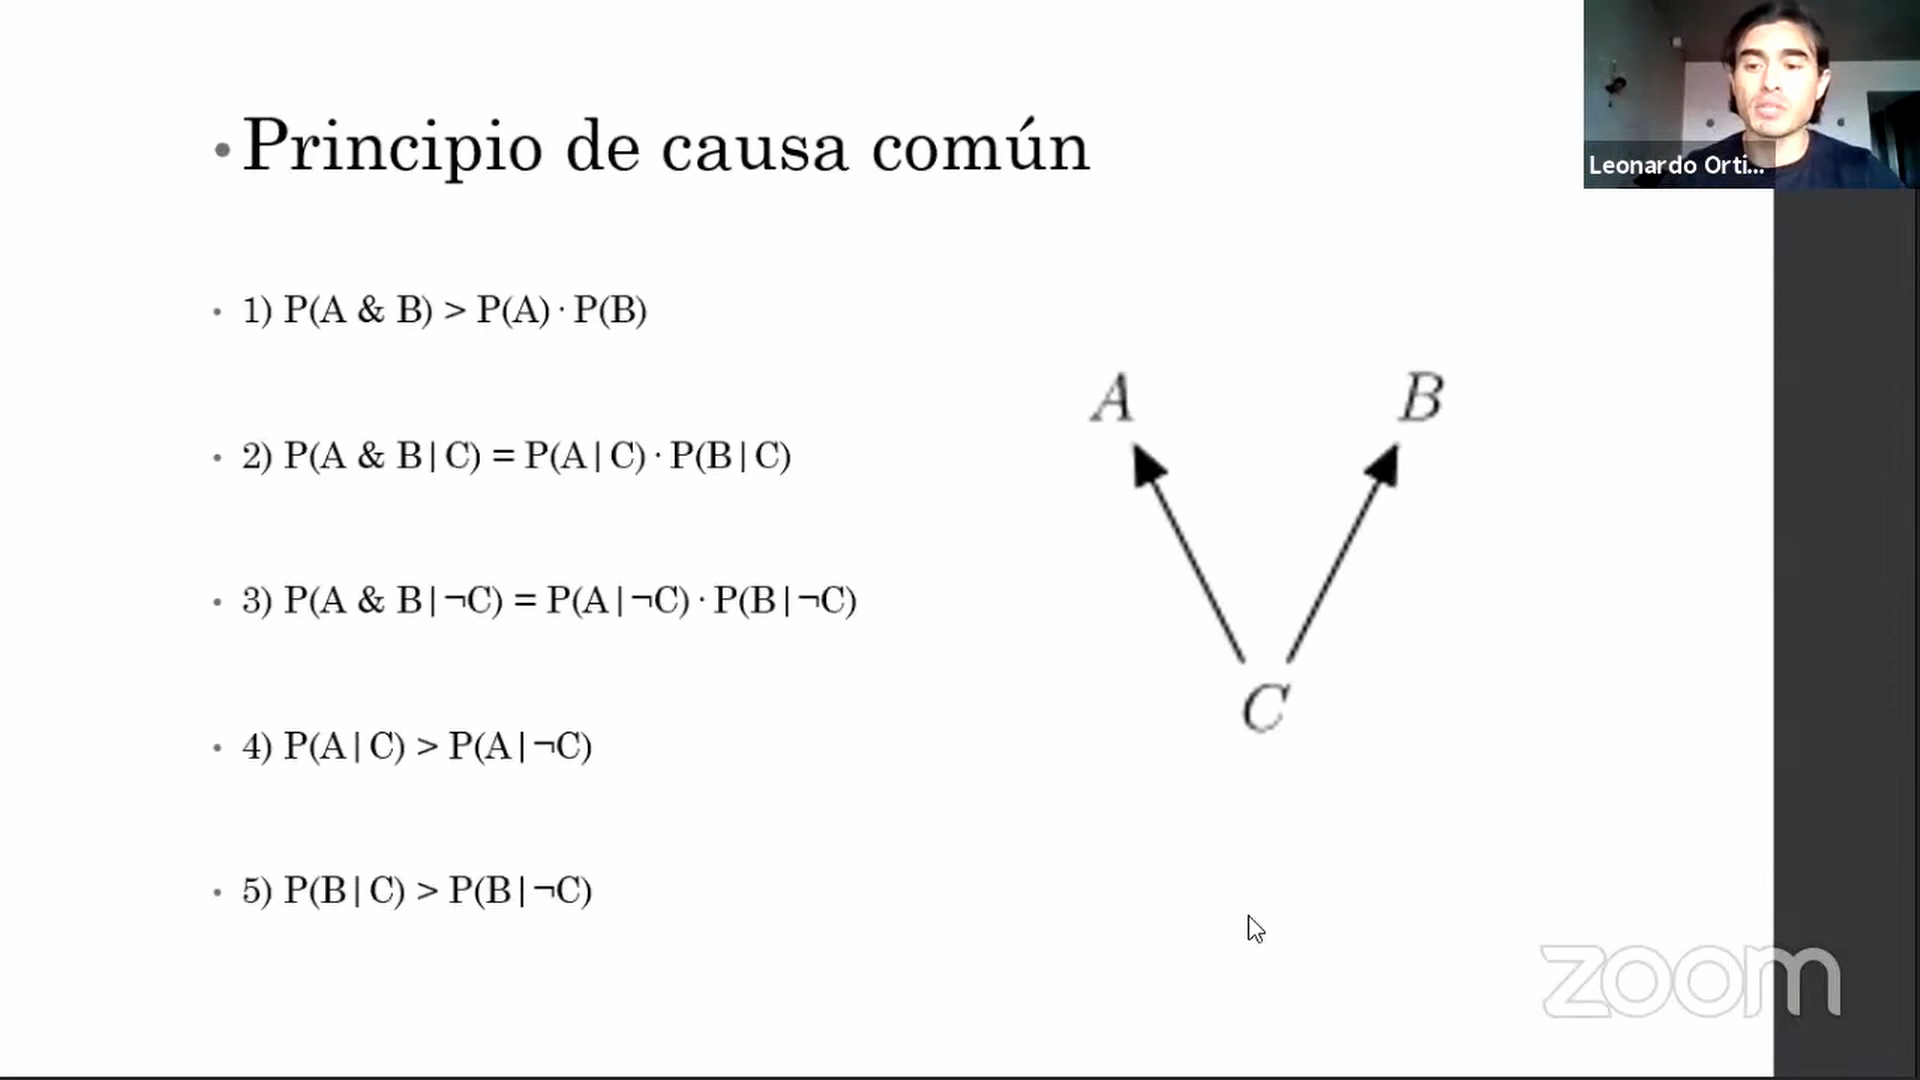 • Principio de causa común
Leonardo Orti...
• 1) P(A & B) > P(A) · P(B)
• 2) P(A & B | C) = P(A | C) · P(B | C)
• 3) P(A & B | ¬C) = P(A | ¬C) · P(B | ¬C)
• 4) P(A | C) > P(A | ¬C)
• 5) P(B | C) > P(B | ¬C)
A B
C
zoom